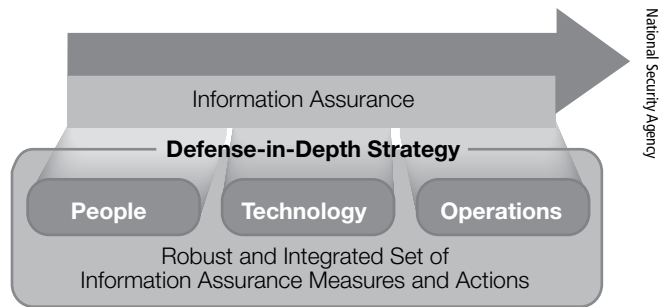 Information Assurance
Defense-in-Depth Strategy
People
Technology
Operations
Robust and Integrated Set of
Information Assurance Measures and Actions
National Security Agency